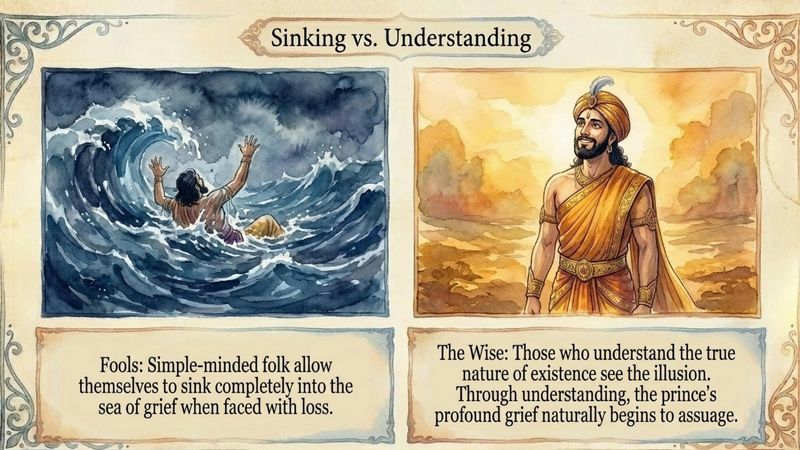 Sinking vs. Understanding
Fools: Simple-minded folk allow
themselves to sink completely into the
sea of grief when faced with loss.
The Wise: Those who understand the true
nature of existence see the illusion.
Through understanding, the prince's
profound grief naturally begins to assuage.